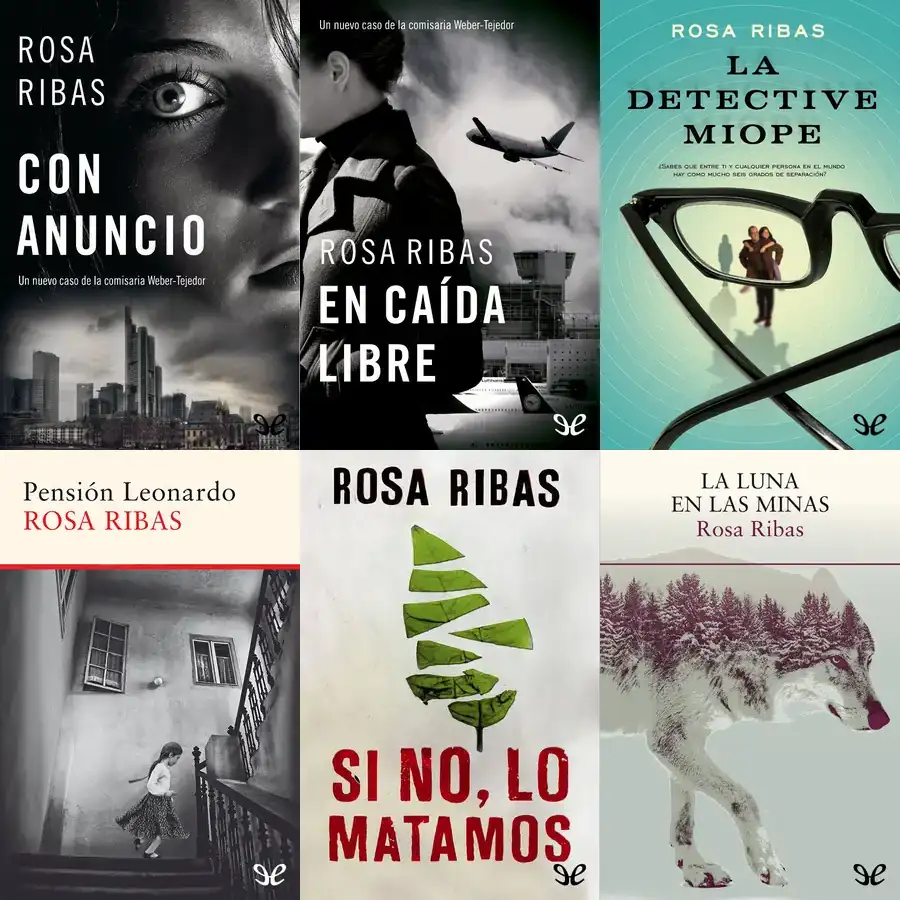 ROSA
RIBAS
CON
ANUNCIO
Un nuevo caso de la comisaria Weber-Tejedor
Un nuevo caso de la comisaria Weber-Tejedor
ROSA RIBAS
EN CAÍDA
LIBRE
ROSA RIBAS
LA
DETECTIVE
MIOPE
¿SABES QUE ENTRE TI Y CUALQUIER PERSONA EN EL MUNDO
HAY COMO MUCHO SEIS GRADOS DE SEPARACIÓN?
Pensión Leonardo
ROSA RIBAS
ROSA RIBAS
SI NO, LO
MATAMOS
LA LUNA
EN LAS MINAS
Rosa Ribas